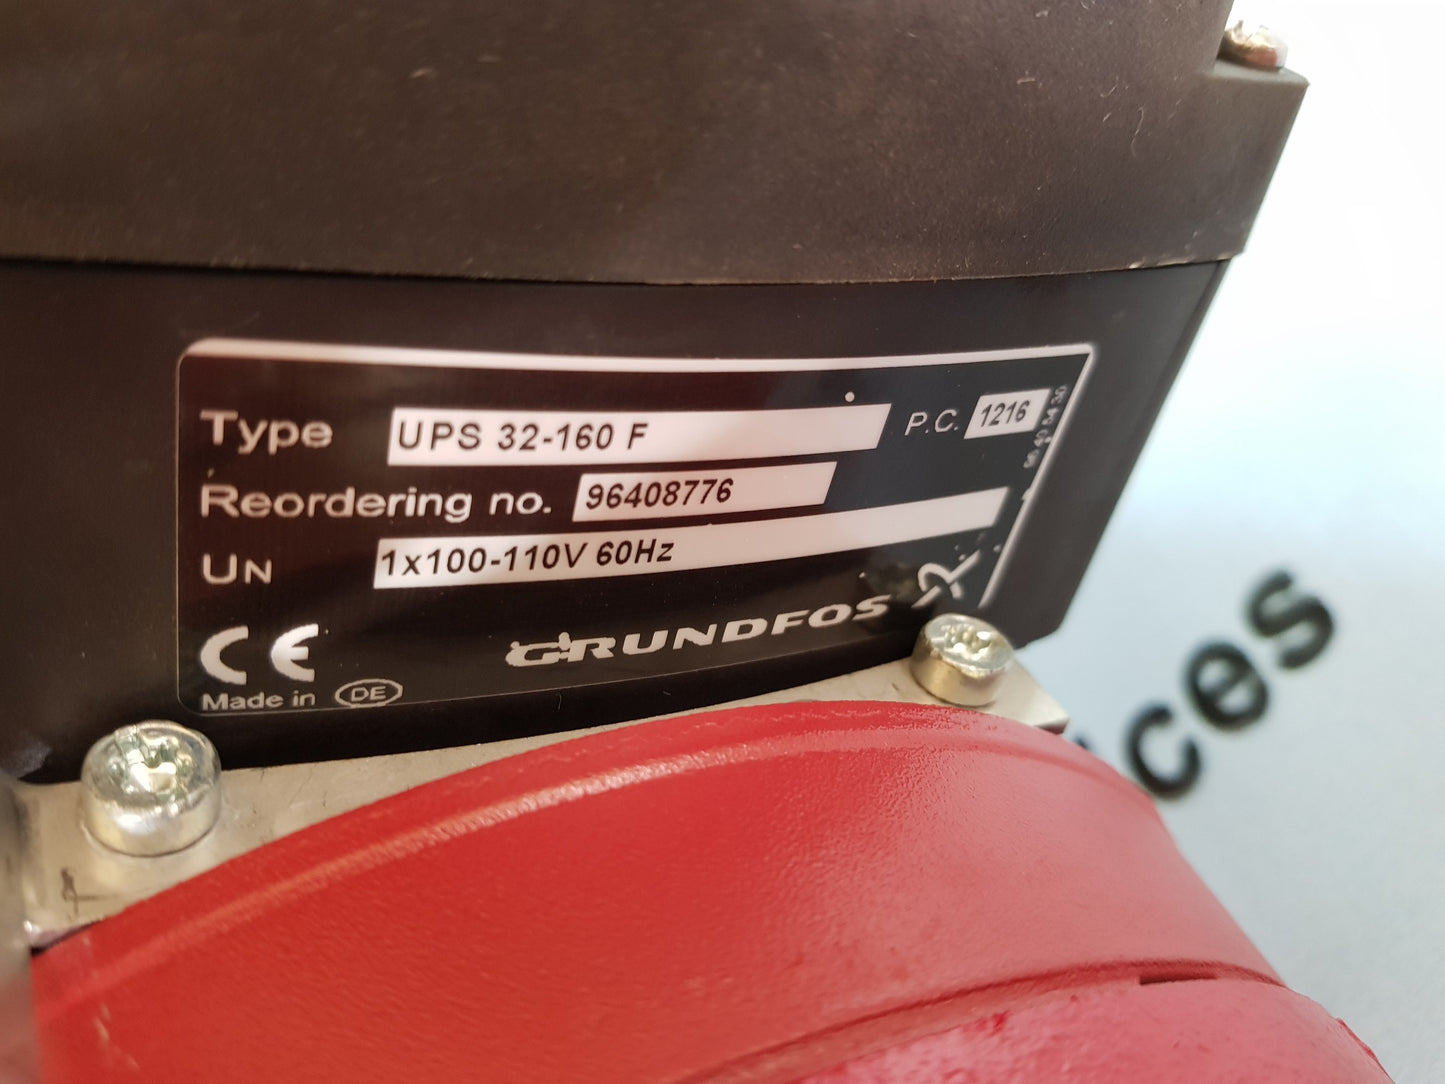 Type UPS 32-160 F P.C. 1216
Reordering no. 96408776
UN 1x100-110V 60Hz
CE
GRUNDFOS
Made in DE
ces